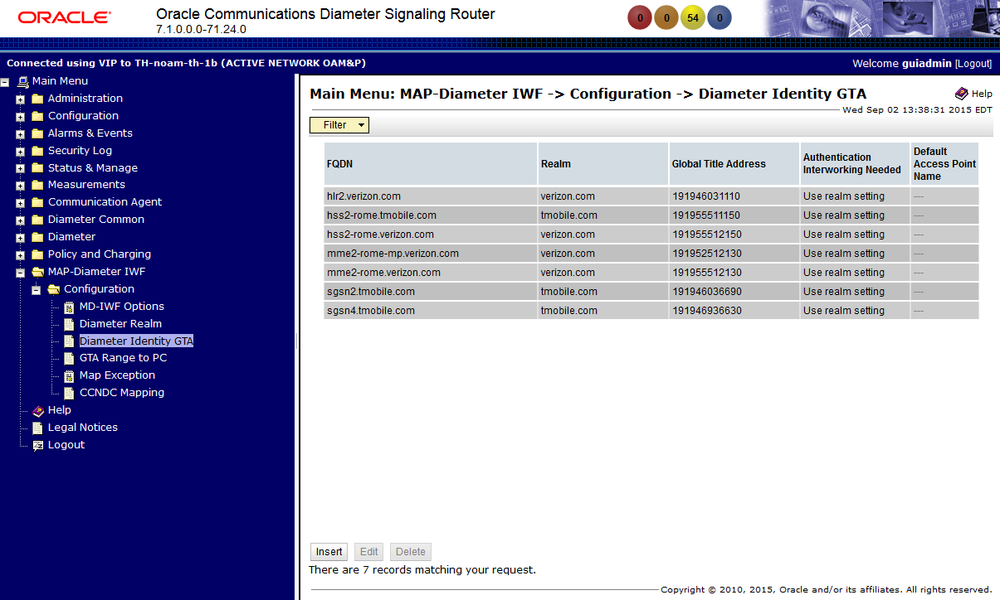 ORACLE®
Oracle Communications Diameter Signaling Router
7.1.0.0.0-71.24.0
0 0 54 0
Connected using VIP to TH-noam-th-1b (ACTIVE NETWORK OAM&P)
Welcome guiadmin [Logout]
Main Menu
Administration
Configuration
Alarms & Events
Security Log
Status & Manage
Measurements
Communication Agent
Diameter Common
Diameter
Policy and Charging
MAP-Diameter IWF
Configuration
MD-IWF Options
Diameter Realm
Diameter Identity GTA
GTA Range to PC
Map Exception
CCNDC Mapping
Help
Legal Notices
Logout
Main Menu: MAP-Diameter IWF -> Configuration -> Diameter Identity GTA
Help
Wed Sep 02 13:38:31 2015 EDT
Filter
FQDN Realm Global Title Address Authentication Interworking Needed Default Access Point Name
hlr2.verizon.com verizon.com 191946031110 Use realm setting ---
hss2-rome.tmobile.com tmobile.com 191955511150 Use realm setting ---
hss2-rome.verizon.com verizon.com 191955512150 Use realm setting ---
mme2-rome-mp.verizon.com verizon.com 191952512130 Use realm setting ---
mme2-rome.verizon.com verizon.com 191955512130 Use realm setting ---
sgsn2.tmobile.com tmobile.com 191946036690 Use realm setting ---
sgsn4.tmobile.com tmobile.com 191946936630 Use realm setting ---
Insert Edit Delete
There are 7 records matching your request.
Copyright © 2010, 2015, Oracle and/or its affiliates. All rights reserved.